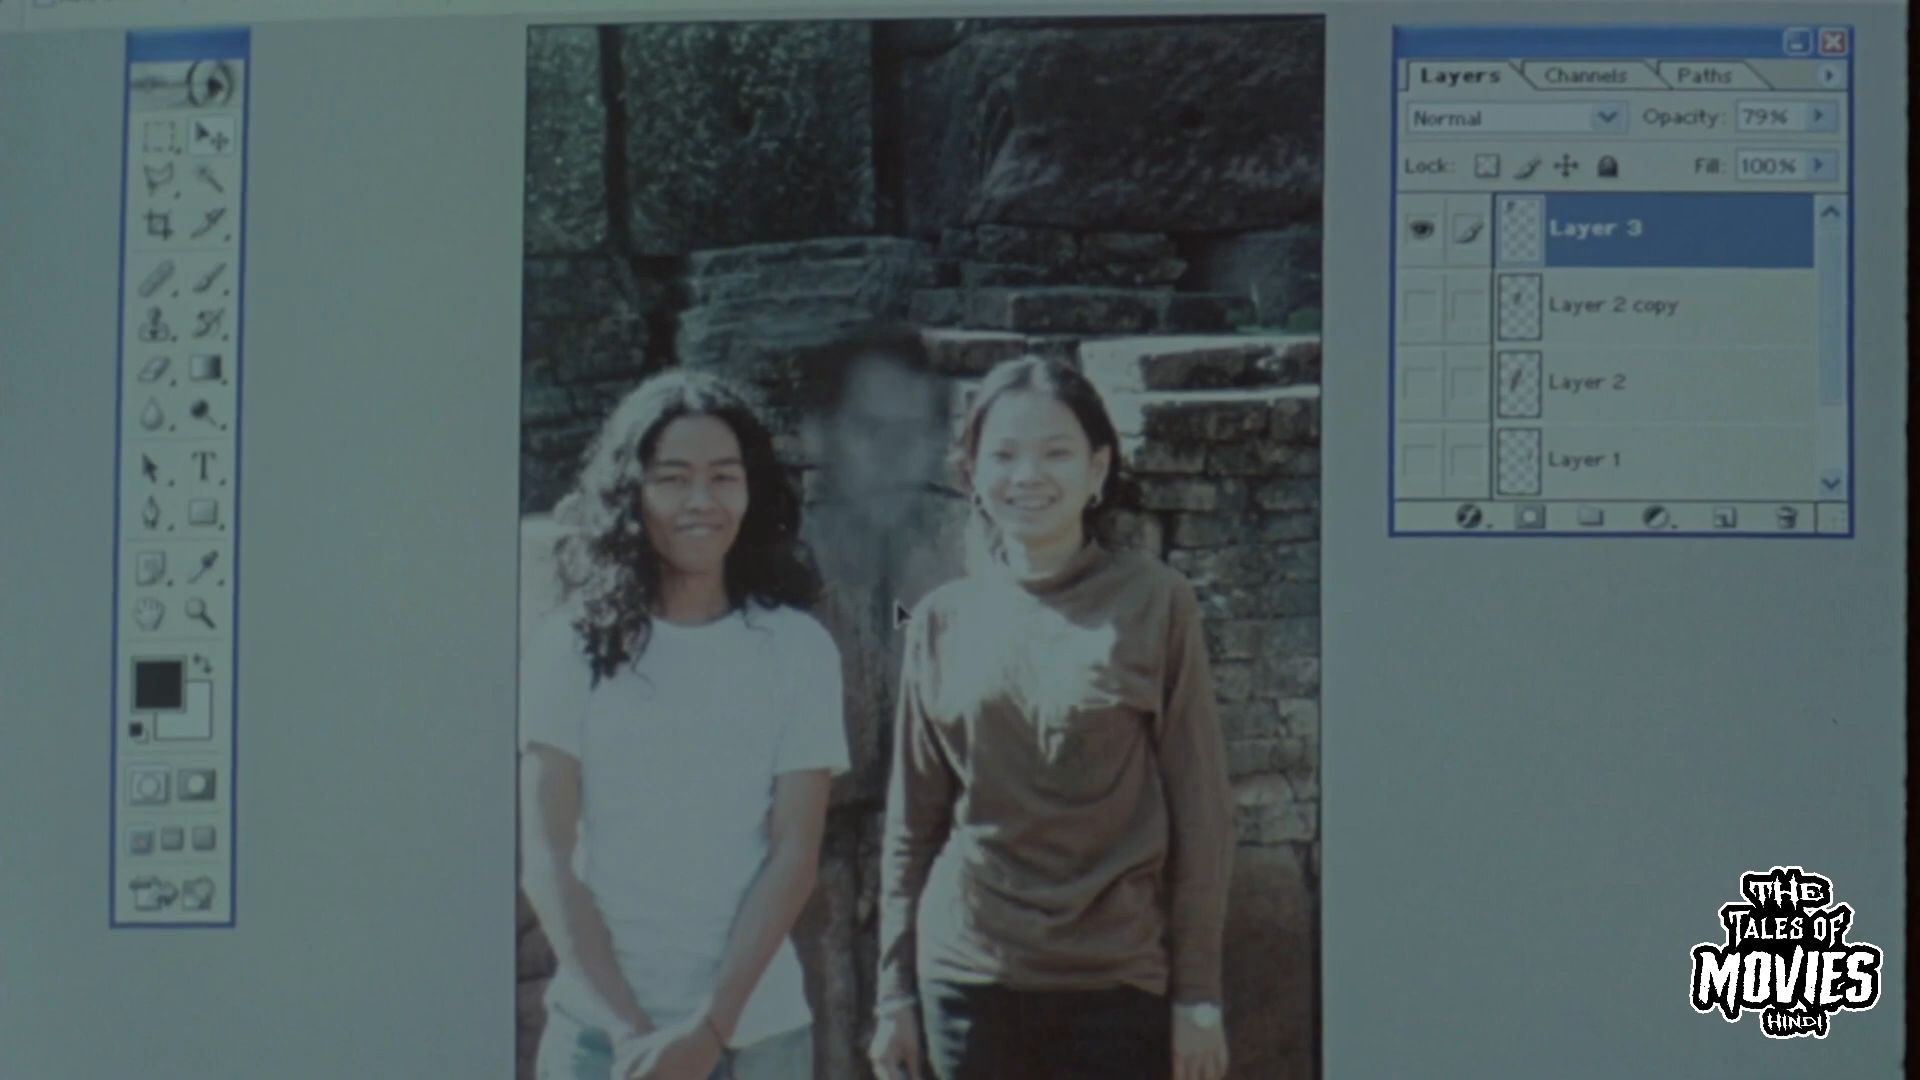 Layers Channels Paths
Normal Opacity: 79%
Lock: Fill: 100%
Layer 3
Layer 2 copy
Layer 2
Layer 1
T
THE
TALES OF
MOVIES
HINDI